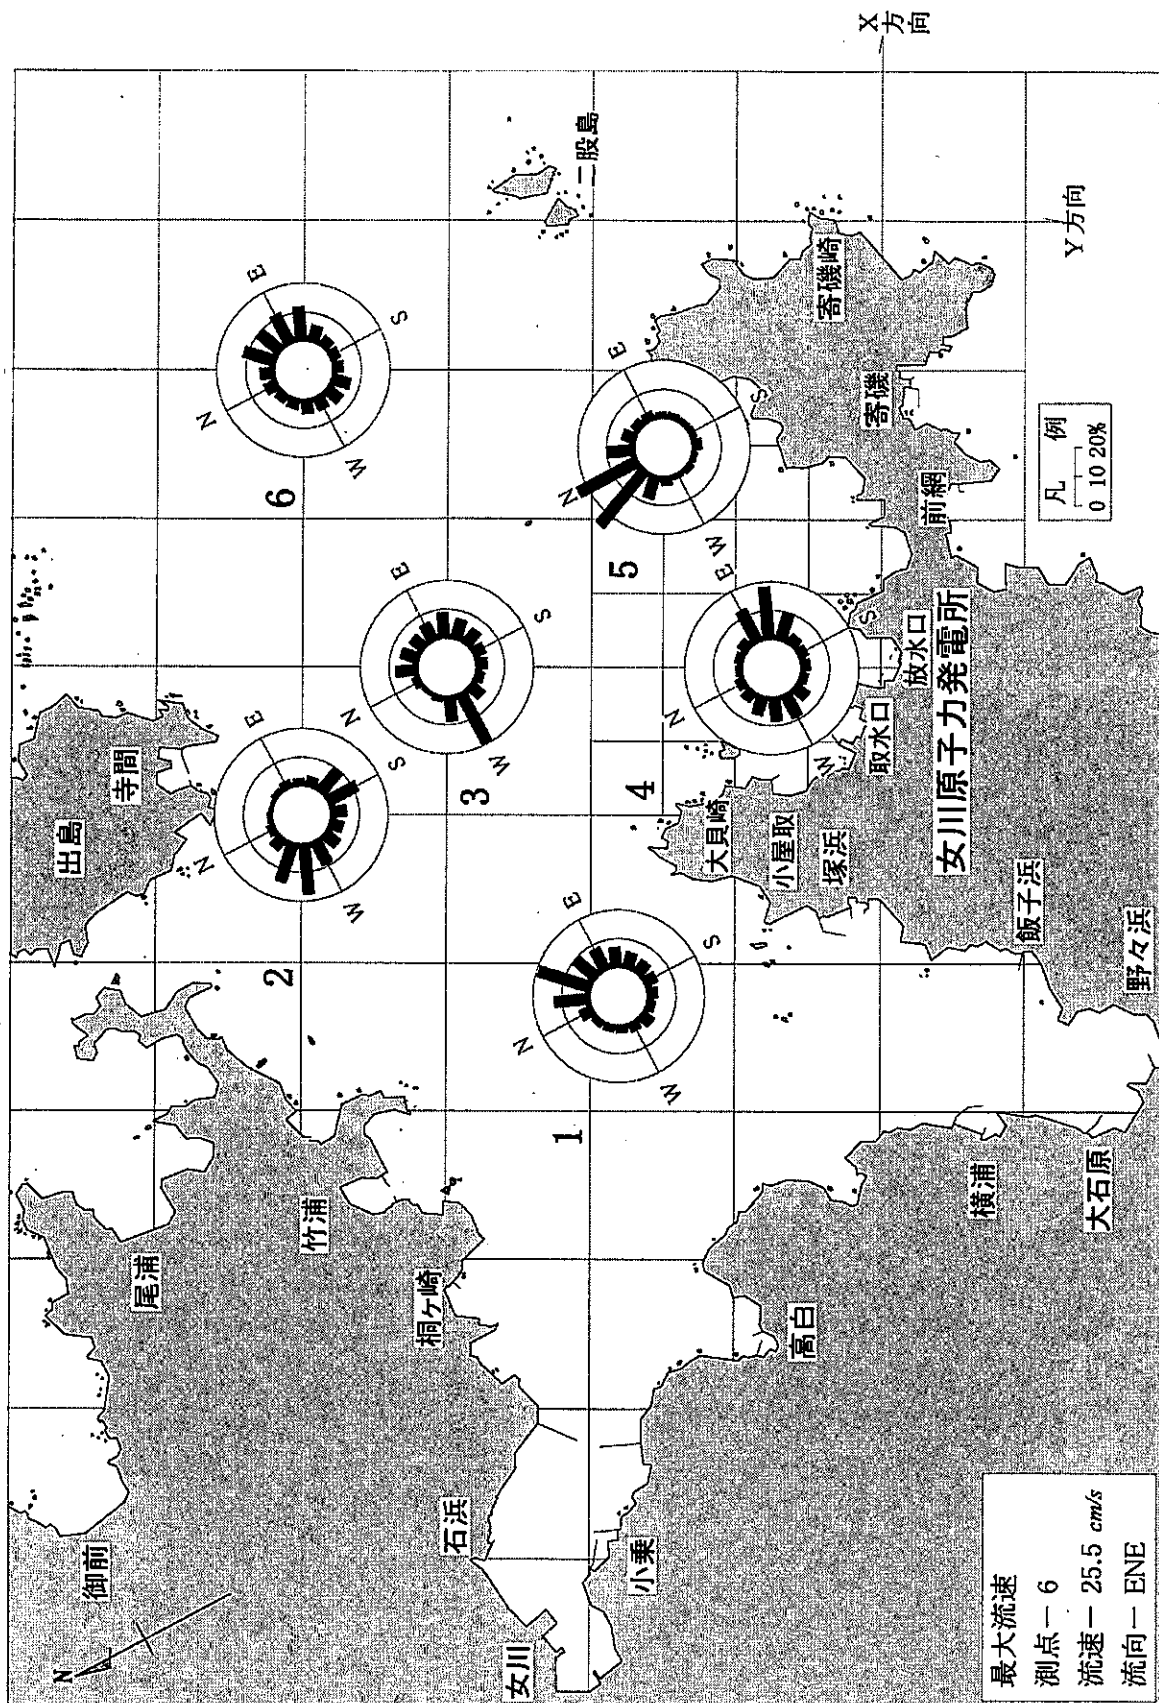 X方向
Y方向
二股島
寄磯崎
寄磯
前網
凡 例
0 10 20%
6
N
E
S
W
5
N
E
S
W
3
N
E
S
W
4
N
E
S
W
2
N
E
S
W
1
N
E
S
W
出島
寺間
放水口
女川原子力発電所
取水口
大貝崎
小屋取
塚浜
飯子浜
野々浜
尾浦
竹浦
桐ヶ崎
横浦
大石原
高白
御前
石浜
小乗
女川
N
最大流速
測点ー 6
流速ー 25.5 cm/s
流向ー ENE